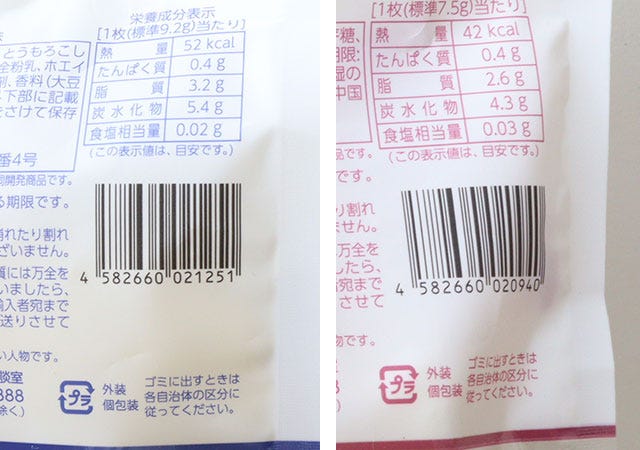 栄養成分表示
[1枚(標準9.2g)当たり]
熱量 52 kcal
たんぱく質 0.4 g
脂質 3.2 g
炭水化物 5.4 g
食塩相当量 0.02 g
(この表示値は、目安です。)
とうもろこし
全粉乳、ホエイ
香料(大豆
下部に記載
をさけて保存
番4号
同開発商品です。
る期限です。
崩れたり割れ
ざいません。
質には万全を
いましたら、
輸入者宛まで
送りさせて
い人物です。
談室
888
除く)
4 582660 021251
プラ
外装
個包装
ゴミに出すときは
各自治体の区分に
従ってください。
[1枚(標準7.5g)当たり]
熱量 42 kcal
たんぱく質 0.4 g
脂質 2.6 g
炭水化物 4.3 g
食塩相当量 0.03 g
(この表示値は、目安です。)
糖、
限:
湿の
中国
品です。
です。
り割れ
せん。
万全を
したら、
宛まで
させて
物です。
4 582660 020940
プラ
外装
個包装
ゴミに出すときは
各自治体の区分に
従ってください。